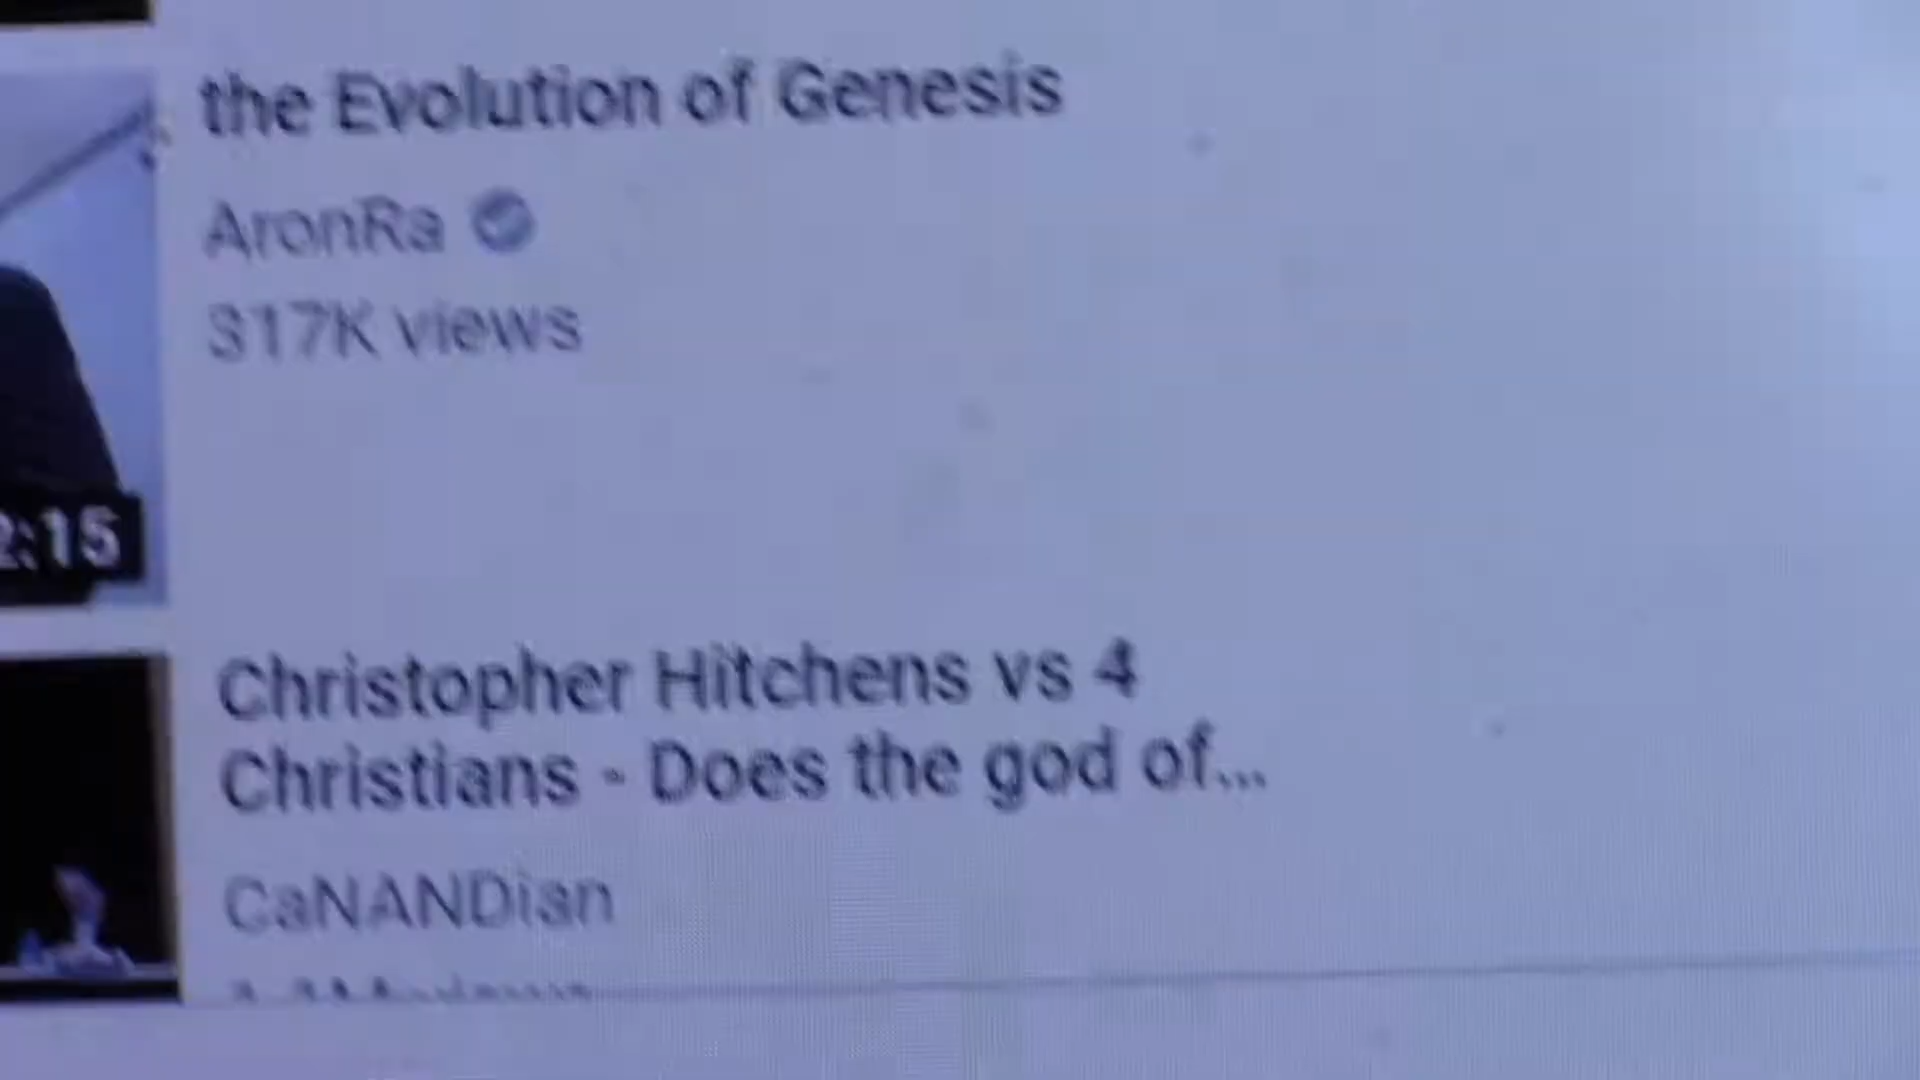 the Evolution of Genesis
AronRa
317K views
2:15
Christopher Hitchens vs 4
Christians - Does the god of...
CaNANDian